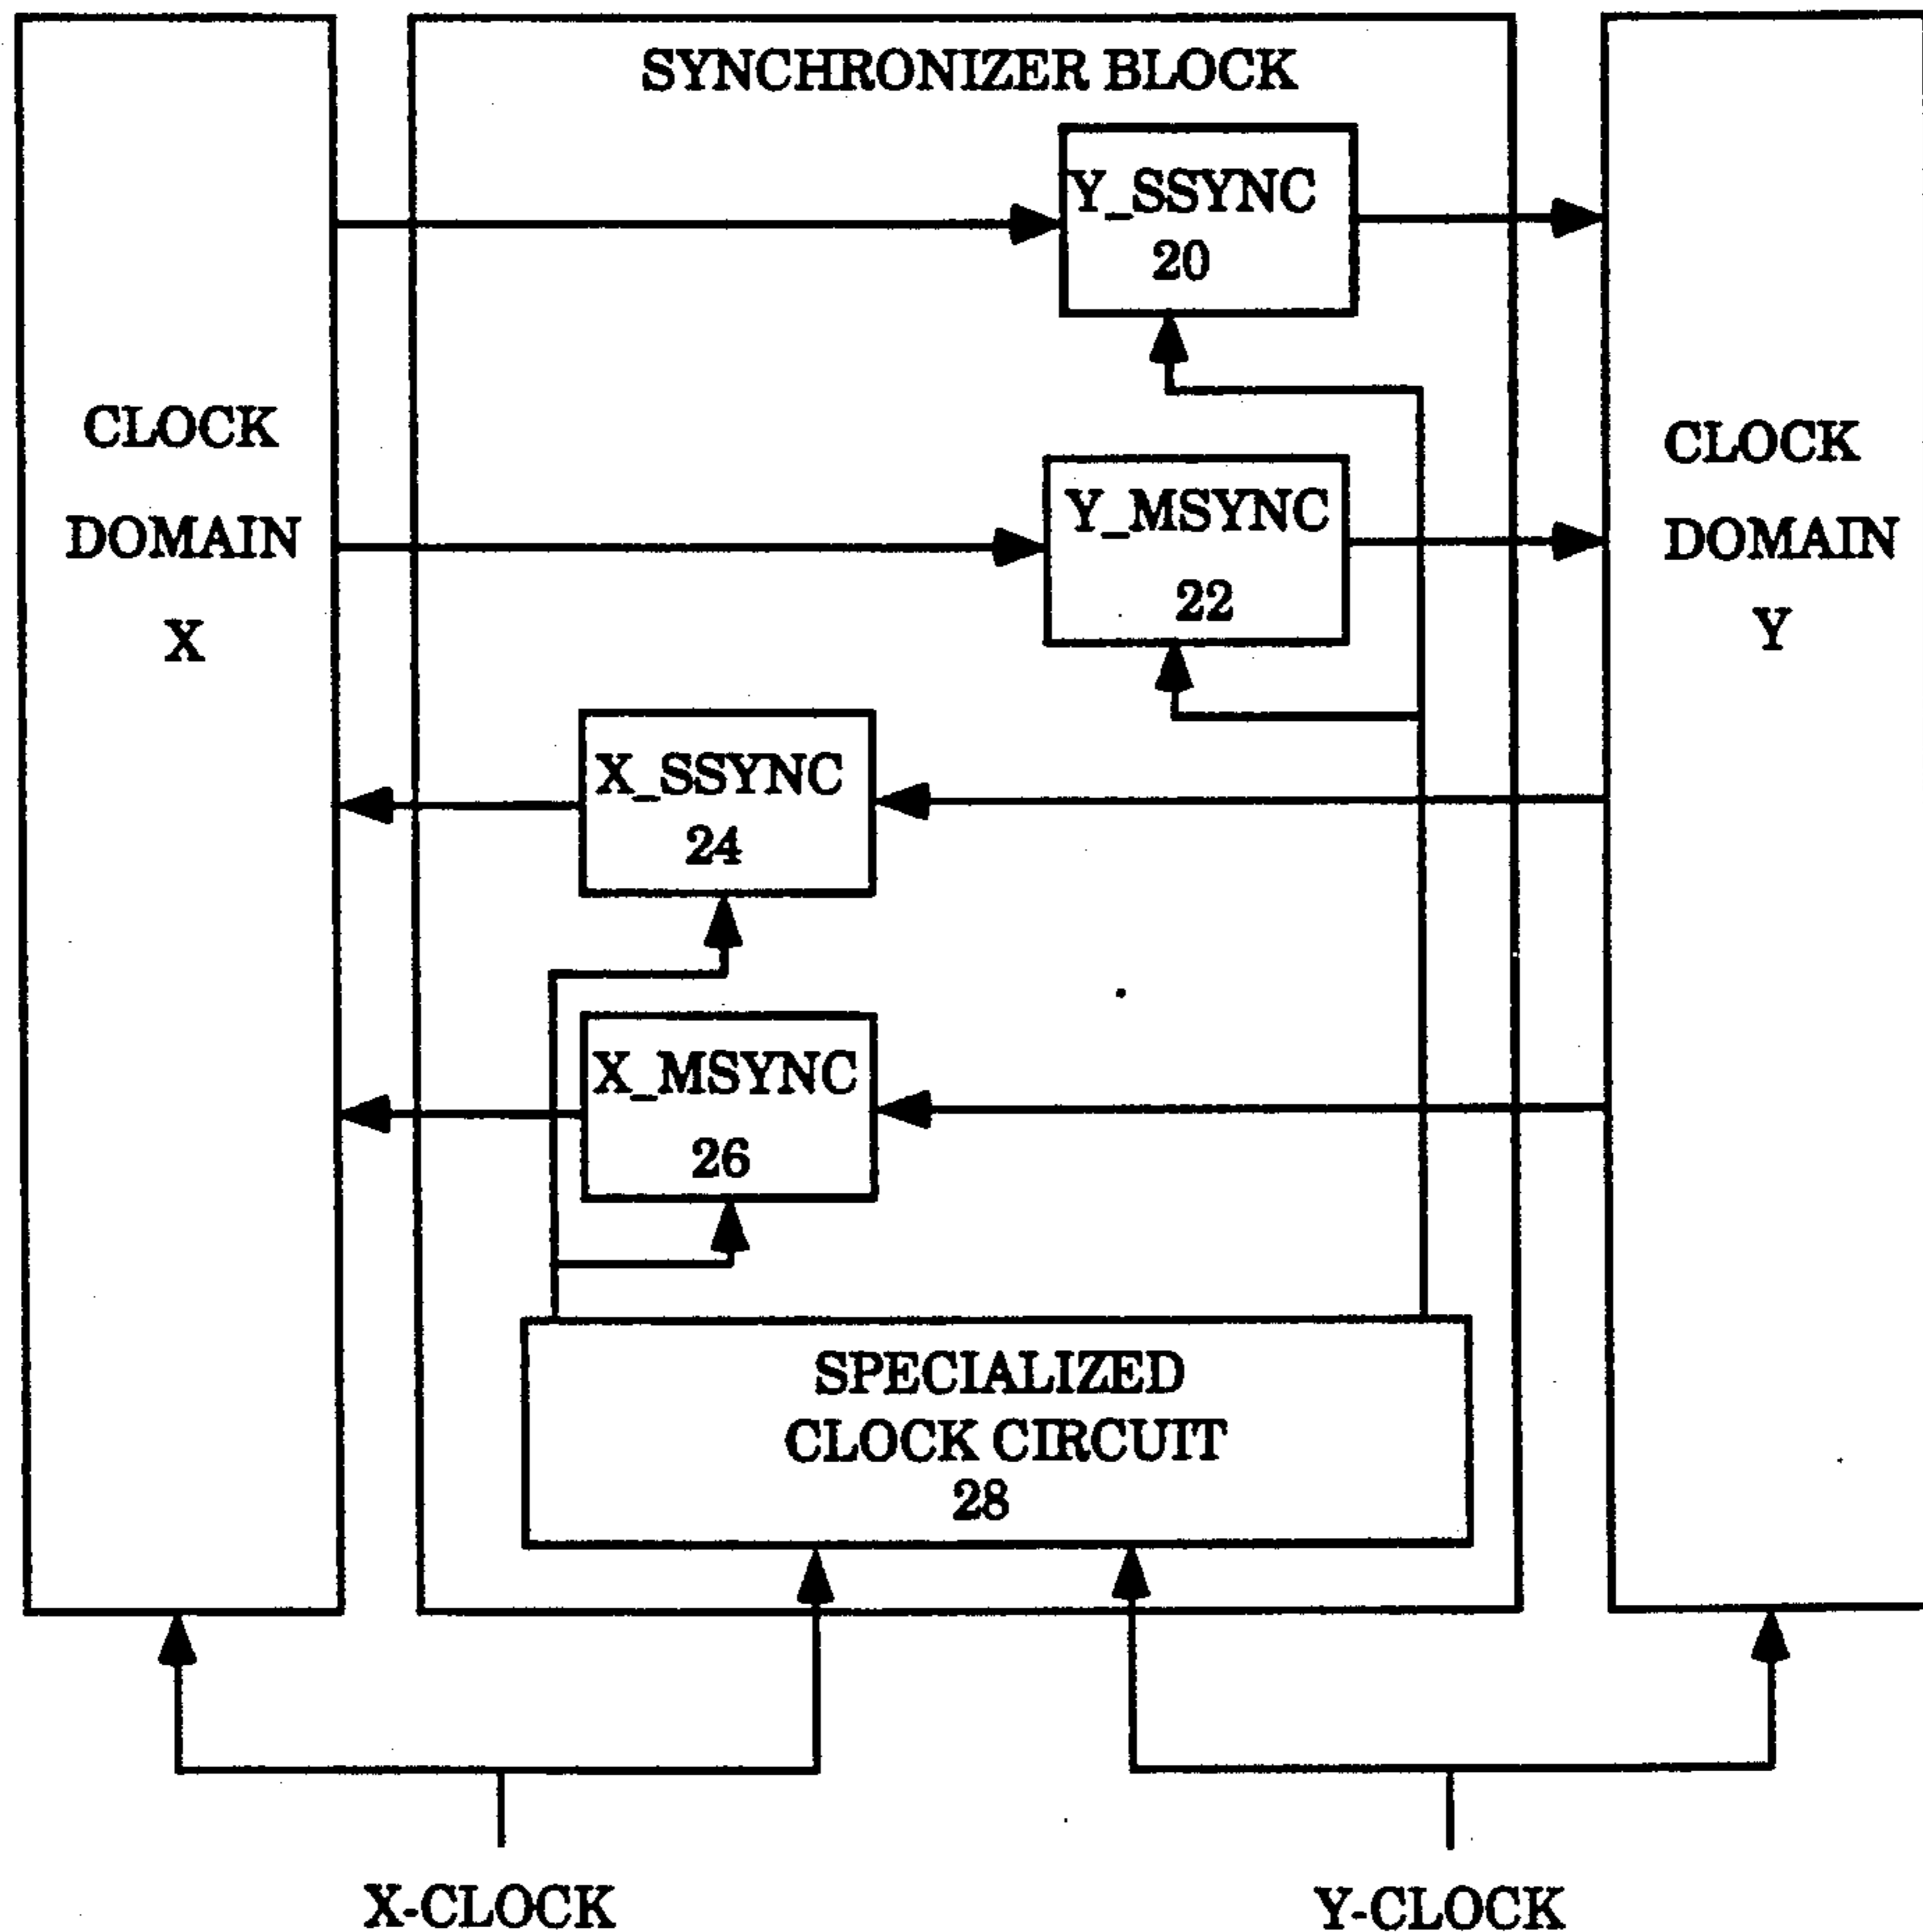 SYNCHRONIZER BLOCK
Y_SSYNC
20
CLOCK
DOMAIN
X
Y_MSYNC
22
CLOCK
DOMAIN
Y
X_SSYNC
24
X_MSYNC
26
SPECIALIZED
CLOCK CIRCUIT
28
X-CLOCK
Y-CLOCK